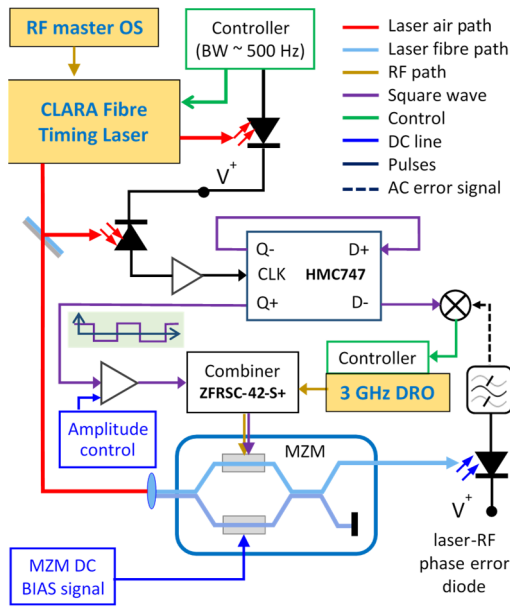 RF master OS
Controller
(BW ~ 500 Hz)
CLARA Fibre
Timing Laser
Laser air path
Laser fibre path
RF path
Square wave
Control
DC line
Pulses
AC error signal
V+
Q- D+
CLK HMC747
Q+ D-
Combiner
ZFRSC-42-S+
Controller
3 GHz DRO
Amplitude
control
MZM
V+
MZM DC
BIAS signal
laser-RF
phase error
diode